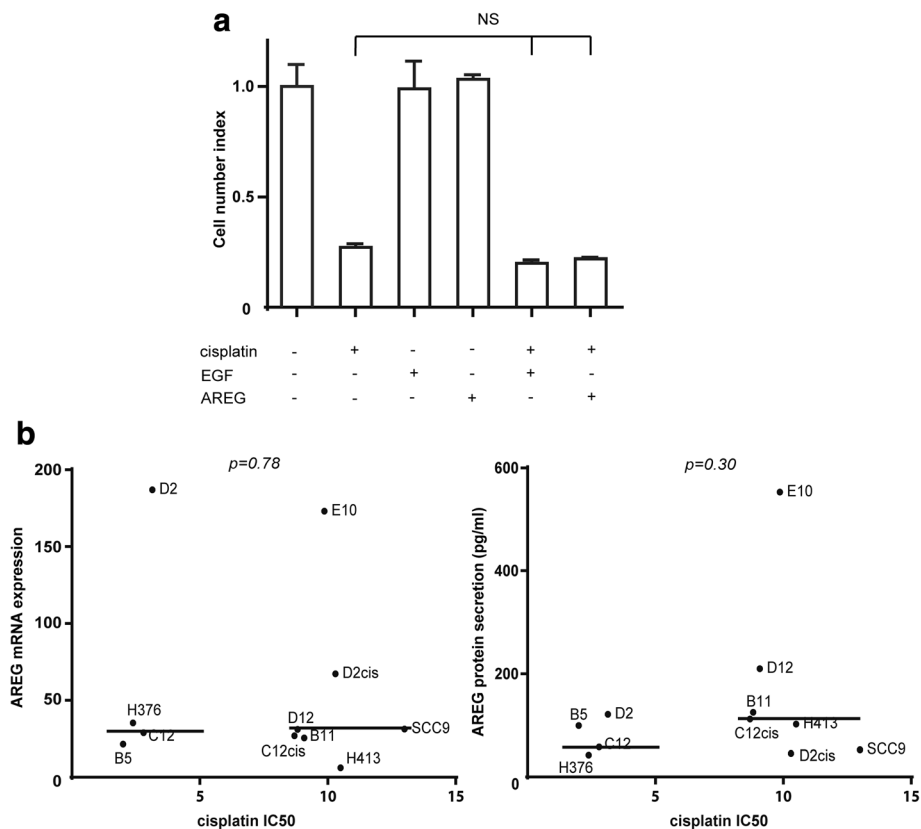 a
NS
Cell number index
1.0
0.5
0
cisplatin - + - - + +
EGF - - + - + -
AREG - - - + - +
b
p=0.78
AREG mRNA expression
200
150
100
50
0
D2
E10
D2cis
H376
C12
B5
D12
C12cis
B11
SCC9
H413
5
10
15
cisplatin IC50
p=0.30
AREG protein secretion (pg/ml)
600
400
200
0
E10
D12
B5
D2
B11
C12
C12cis
H413
H376
D2cis
SCC9
5
10
15
cisplatin IC50